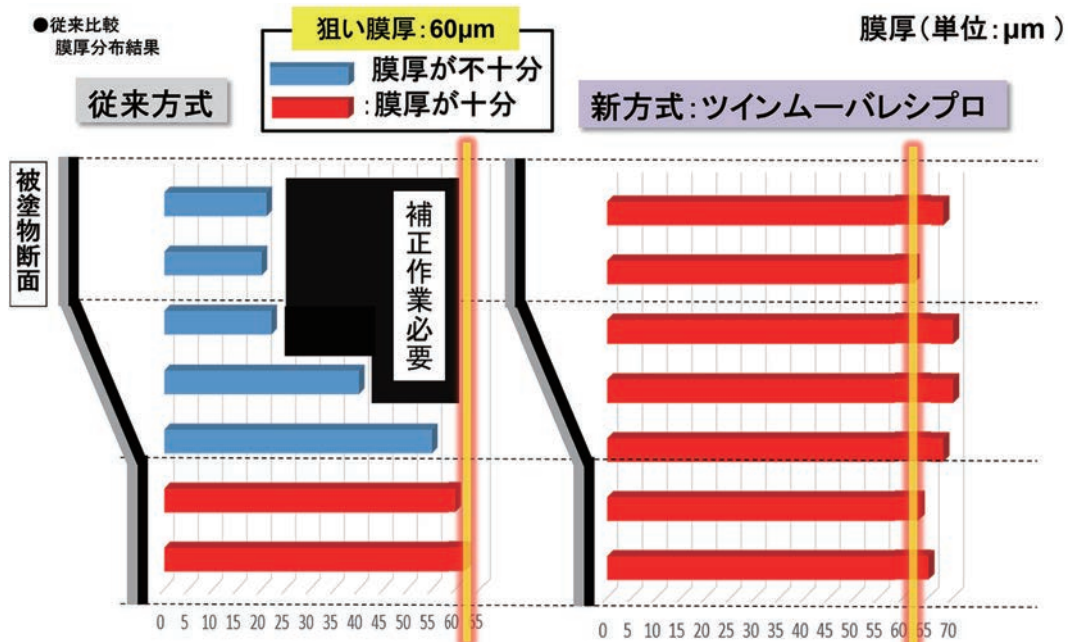 ●従来比較
膜厚分布結果
狙い膜厚：60μm
膜厚が不十分
：膜厚が十分
膜厚（単位：μm ）
従来方式
新方式：ツインムーバレシプロ
被塗物断面
補正作業必要
0 5 10 15 20 25 30 35 40 45 50 55 60 65
0 5 10 15 20 25 30 35 40 45 50 55 60 65 70